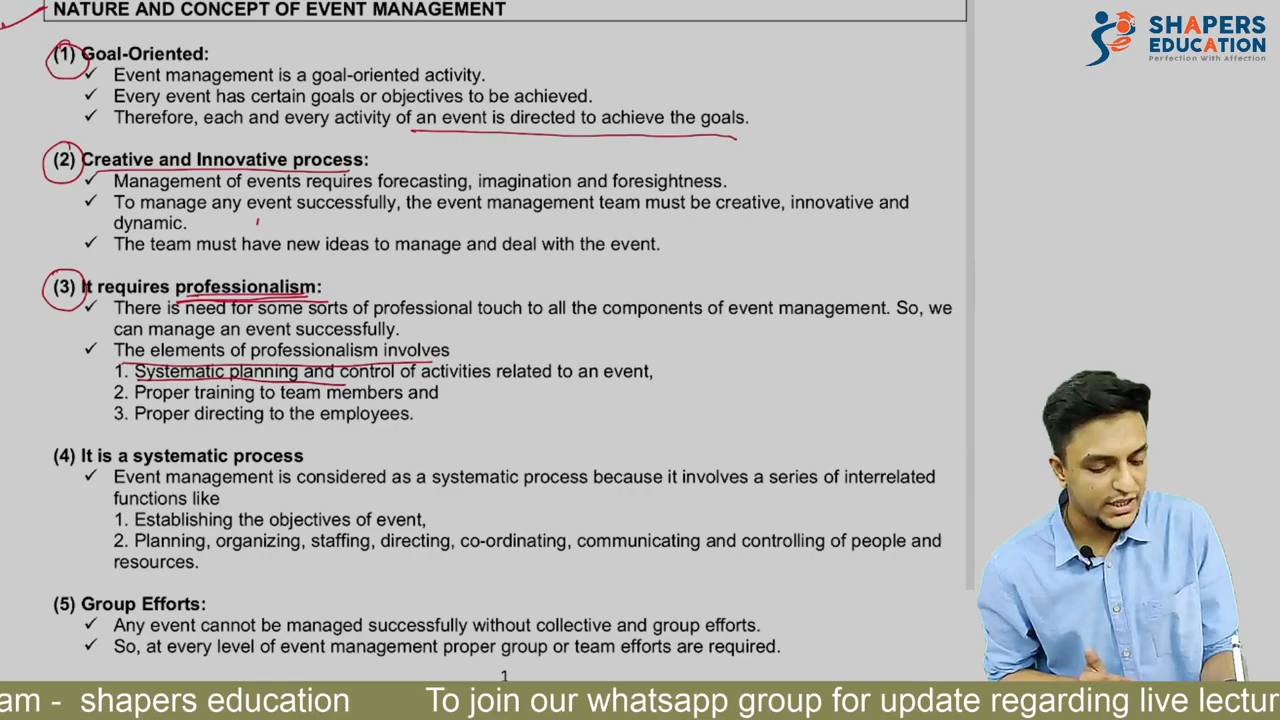 NATURE AND CONCEPT OF EVENT MANAGEMENT
SHAPERS
EDUCATION
Perfection With Affection
(1) Goal-Oriented:
✓ Event management is a goal-oriented activity.
✓ Every event has certain goals or objectives to be achieved.
✓ Therefore, each and every activity of an event is directed to achieve the goals.
(2) Creative and Innovative process:
✓ Management of events requires forecasting, imagination and foresightness.
✓ To manage any event successfully, the event management team must be creative, innovative and
dynamic.
✓ The team must have new ideas to manage and deal with the event.
(3) It requires professionalism:
✓ There is need for some sorts of professional touch to all the components of event management. So, we
can manage an event successfully.
✓ The elements of professionalism involves
1. Systematic planning and control of activities related to an event,
2. Proper training to team members and
3. Proper directing to the employees.
(4) It is a systematic process
✓ Event management is considered as a systematic process because it involves a series of interrelated
functions like
1. Establishing the objectives of event,
2. Planning, organizing, staffing, directing, co-ordinating, communicating and controlling of people and
resources.
(5) Group Efforts:
✓ Any event cannot be managed successfully without collective and group efforts.
✓ So, at every level of event management proper group or team efforts are required.
1
am - shapers education To join our whatsapp group for update regarding live lectur